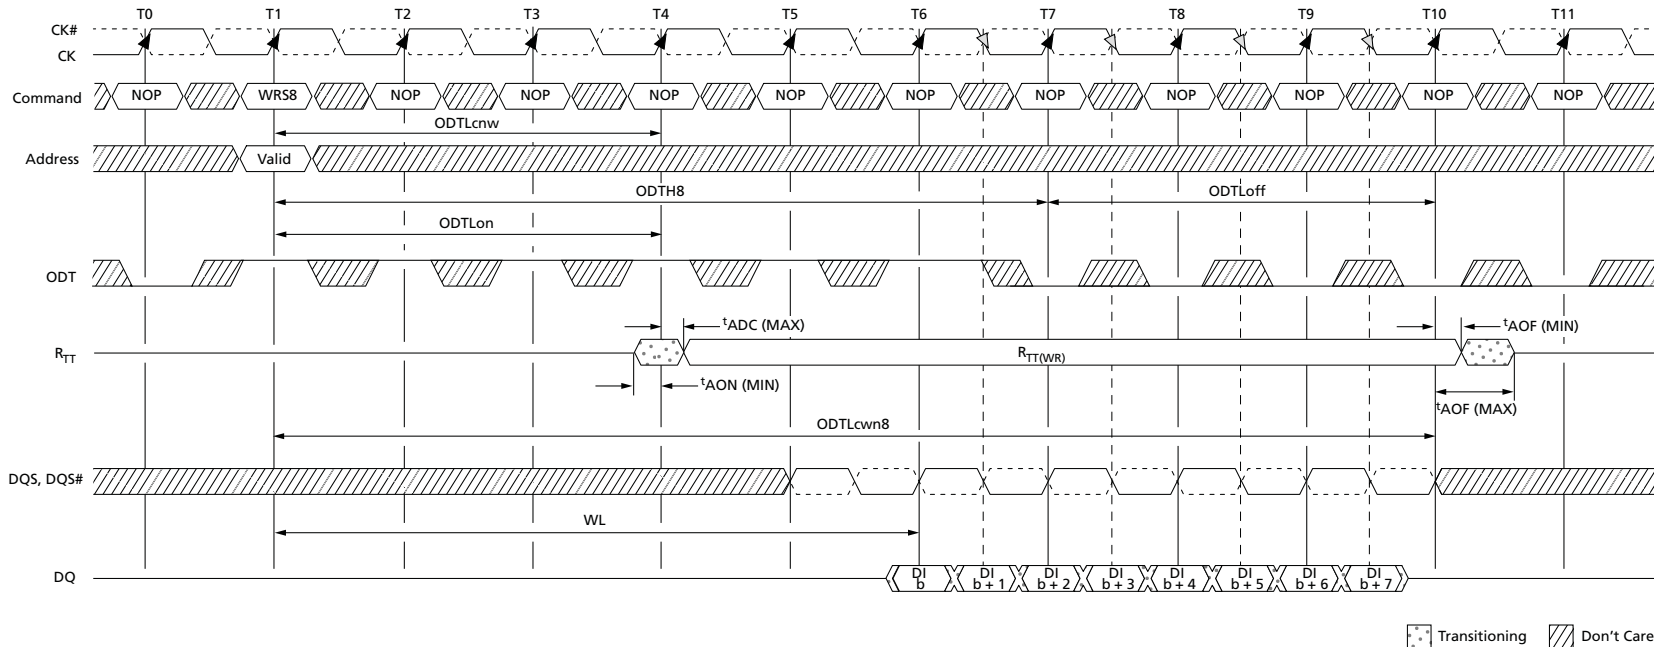 T0 T1 T2 T3 T4 T5 T6 T7 T8 T9 T10 T11
CK#
CK
Command NOP WRS8 NOP NOP NOP NOP NOP NOP NOP NOP NOP NOP
ODTLcnw
Address Valid
ODTH8 ODTLoff
ODTLon
ODT
tADC (MAX) tAOF (MIN)
RTT RTT(WR)
tAON (MIN)
tAOF (MAX)
ODTLcwn8
DQS, DQS#
WL
DQ DI b DI b + 1 DI b + 2 DI b + 3 DI b + 4 DI b + 5 DI b + 6 DI b + 7
Transitioning Don't Care